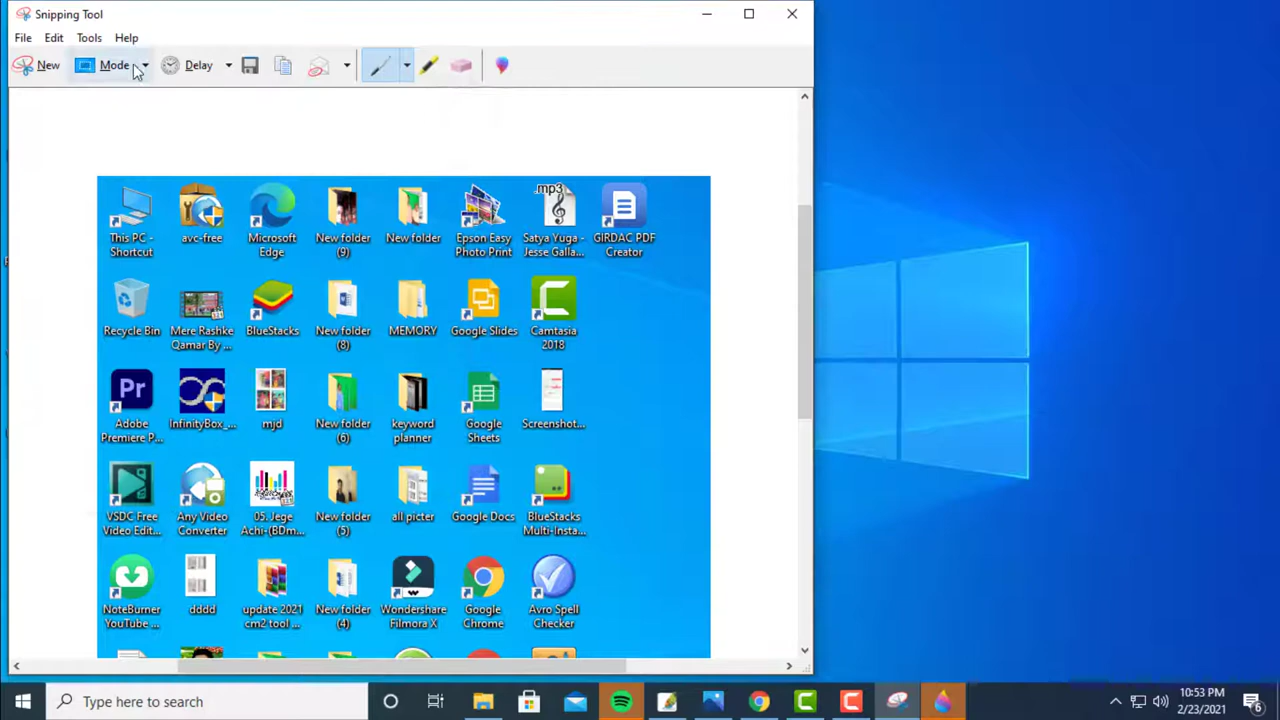 Snipping Tool
File Edit Tools Help
New Mode Delay
.mp3
This PC - Shortcut
avc-free
Microsoft Edge
New folder (9)
New folder
Epson Easy Photo Print
Satya Yuga - Jesse Galla...
GIRDAC PDF Creator
Recycle Bin
Mere Rashke Qamar By ...
BlueStacks
New folder (8)
MEMORY
Google Slides
Camtasia 2018
Pr
Adobe Premiere P...
InfinityBox_...
mjd
New folder (6)
keyword planner
Google Sheets
Screenshot...
VSDC Free Video Edit...
Any Video Converter
05. Jege Achi-(BDm...
New folder (5)
all picter
Google Docs
BlueStacks Multi-Insta...
NoteBurner YouTube ...
dddd
update 2021 cm2 tool ...
New folder (4)
Wondershare Filmora X
Google Chrome
Avro Spell Checker
Type here to search
10:53 PM
2/23/2021
6